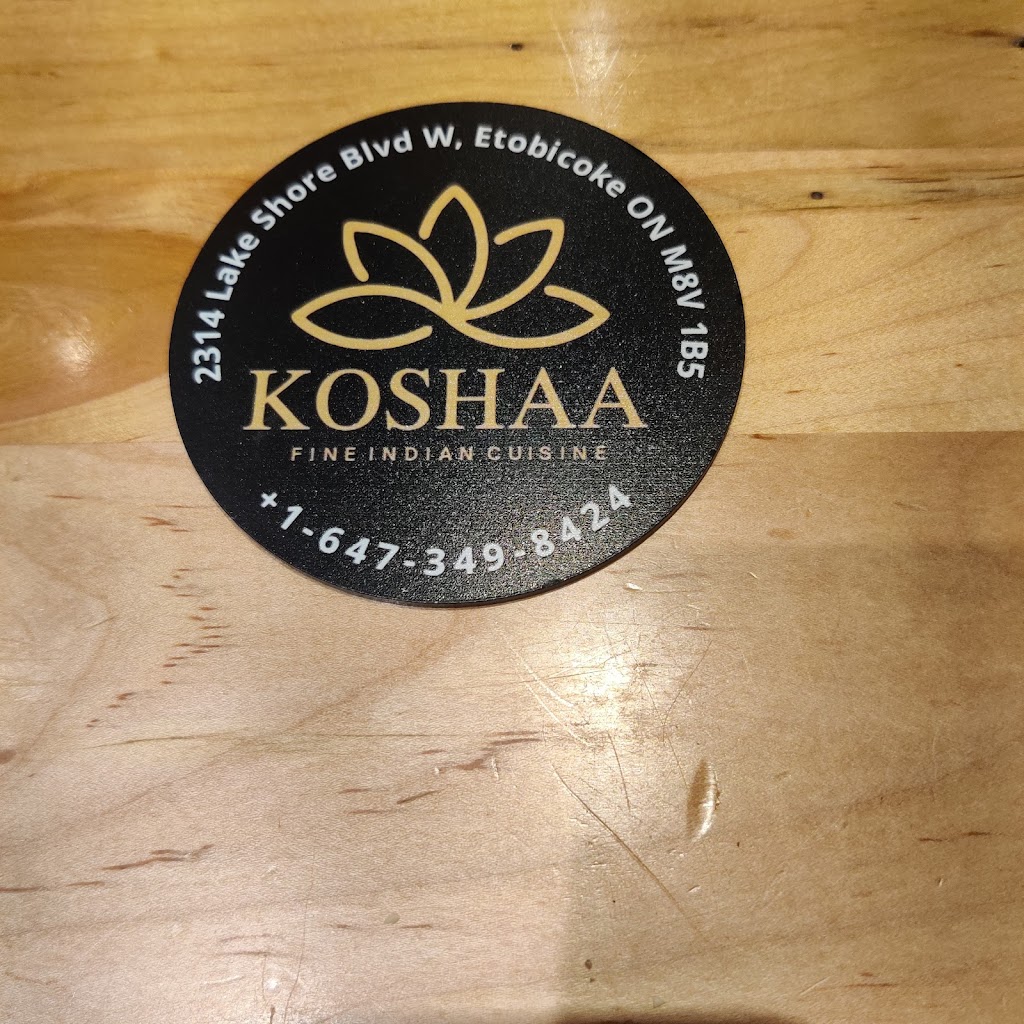 2314 Lake Shore Blvd W, Etobicoke ON M8V 1B5
KOSHAA
FINE INDIAN CUISINE
+1-647-349-8424